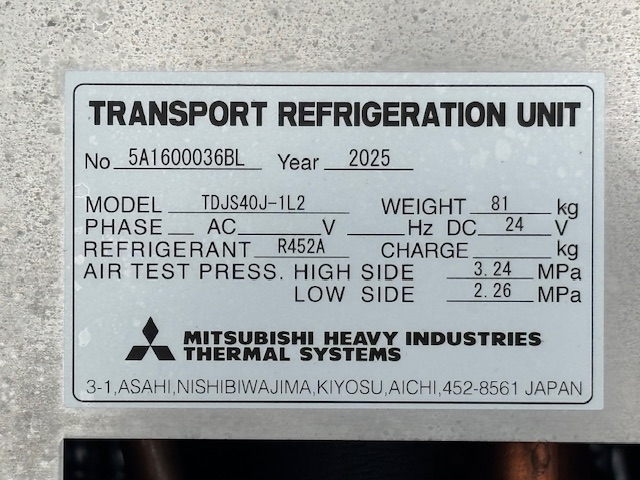 TRANSPORT REFRIGERATION UNIT
No 5A1600036BL Year 2025
MODEL TDJS40J-1L2 WEIGHT 81 kg
PHASE AC V Hz DC 24 V
REFRIGERANT R452A CHARGE kg
AIR TEST PRESS. HIGH SIDE 3.24 MPa
LOW SIDE 2.26 MPa
MITSUBISHI HEAVY INDUSTRIES
THERMAL SYSTEMS
3-1,ASAHI,NISHIBIWAJIMA,KIYOSU,AICHI,452-8561 JAPAN